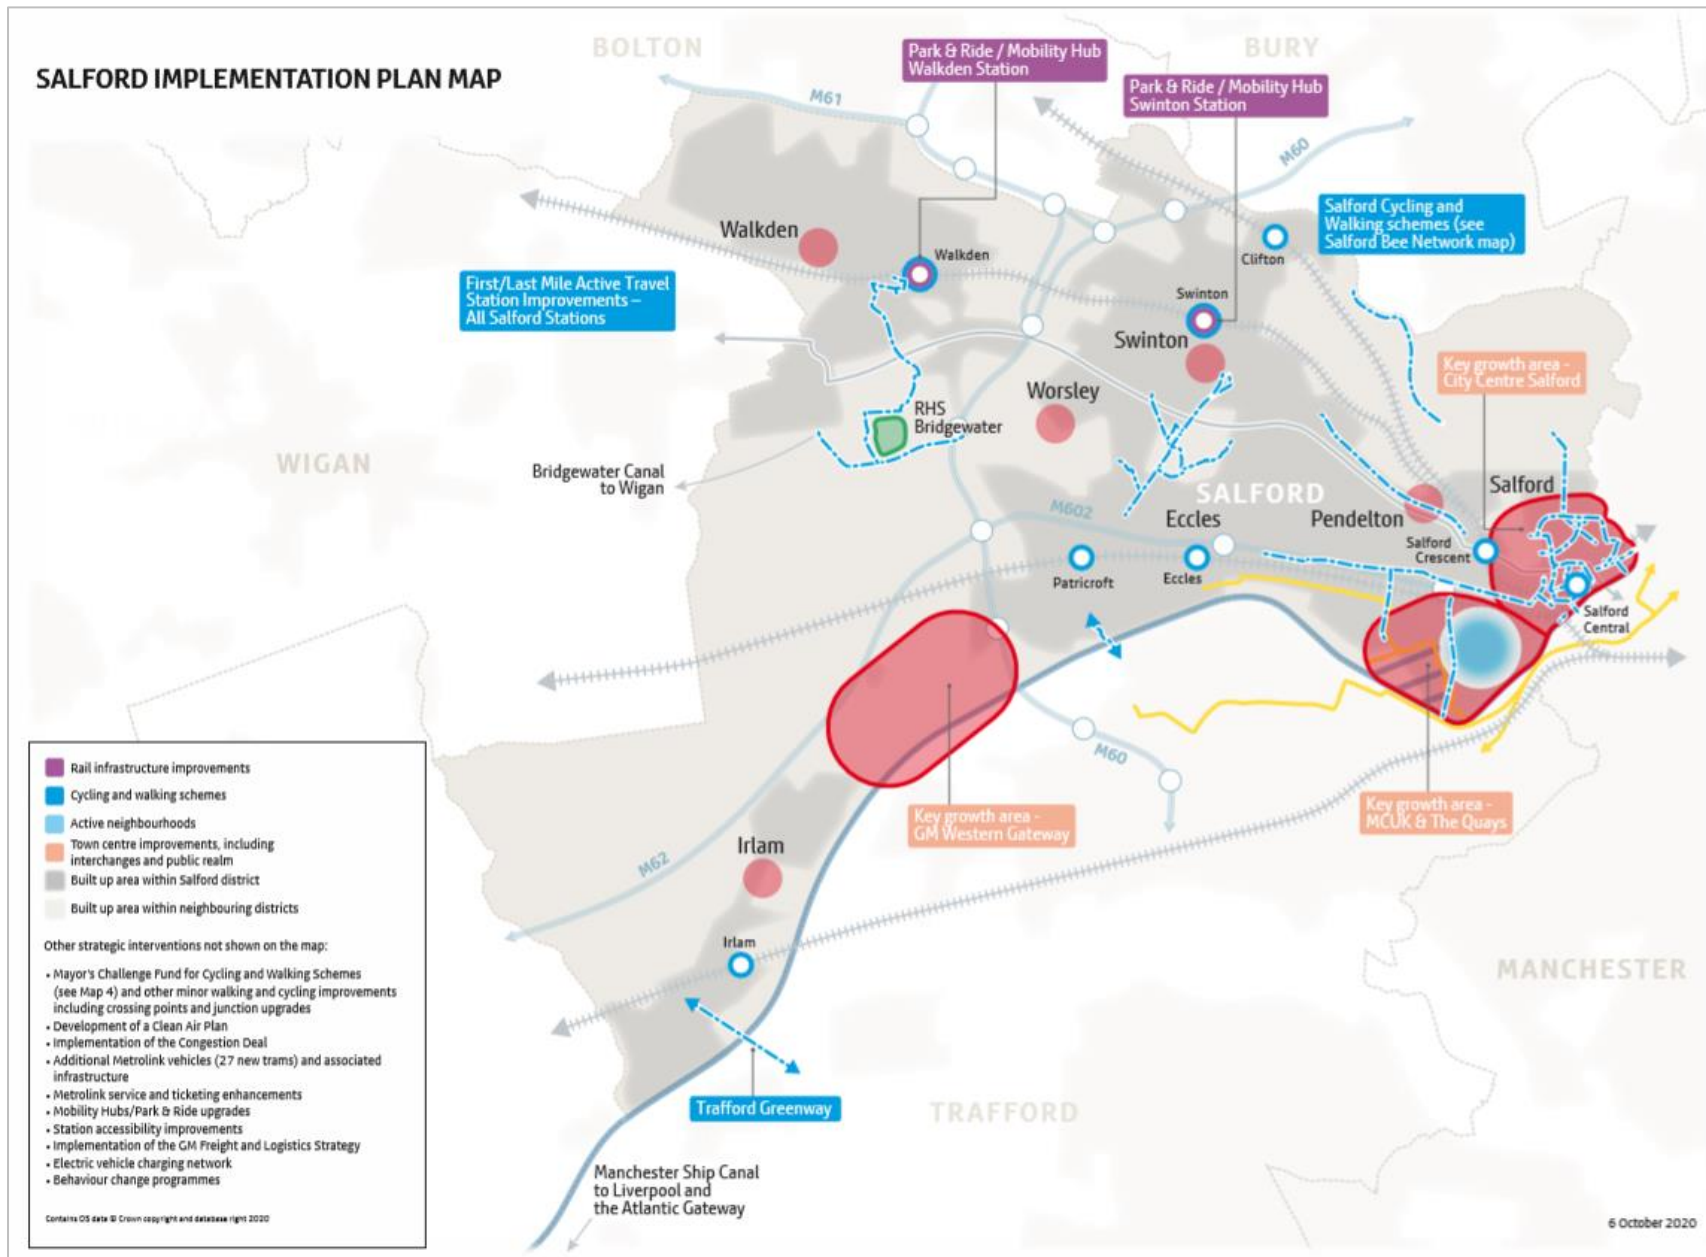 SALFORD IMPLEMENTATION PLAN MAP
BOLTON
BURY
Park & Ride / Mobility Hub
Walkden Station
Park & Ride / Mobility Hub
Swinton Station
M61
M60
Salford Cycling and
Walking schemes (see
Salford Bee Network map)
Walkden
Walkden
Clifton
First/Last Mile Active Travel
Station Improvements –
All Salford Stations
Swinton
Swinton
Key growth area -
City Centre Salford
Worsley
RHS
Bridgewater
WIGAN
Bridgewater Canal
to Wigan
SALFORD
Salford
M602
Eccles
Pendelton
Salford
Crescent
Patricroft
Eccles
Salford
Central
M60
Key growth area -
GM Western Gateway
Key growth area -
MCUK & The Quays
M62
Irlam
Irlam
MANCHESTER
Trafford Greenway
TRAFFORD
Manchester Ship Canal
to Liverpool and
the Atlantic Gateway
Rail infrastructure improvements
Cycling and walking schemes
Active neighbourhoods
Town centre improvements, including
interchanges and public realm
Built up area within Salford district
Built up area within neighbouring districts
Other strategic interventions not shown on the map:
• Mayor's Challenge Fund for Cycling and Walking Schemes
(see Map 4) and other minor walking and cycling improvements
including crossing points and junction upgrades
• Development of a Clean Air Plan
• Implementation of the Congestion Deal
• Additional Metrolink vehicles (27 new trams) and associated
infrastructure
• Metrolink service and ticketing enhancements
• Mobility Hubs/Park & Ride upgrades
• Station accessibility improvements
• Implementation of the GM Freight and Logistics Strategy
• Electric vehicle charging network
• Behaviour change programmes
Contains OS data © Crown copyright and database right 2020
6 October 2020